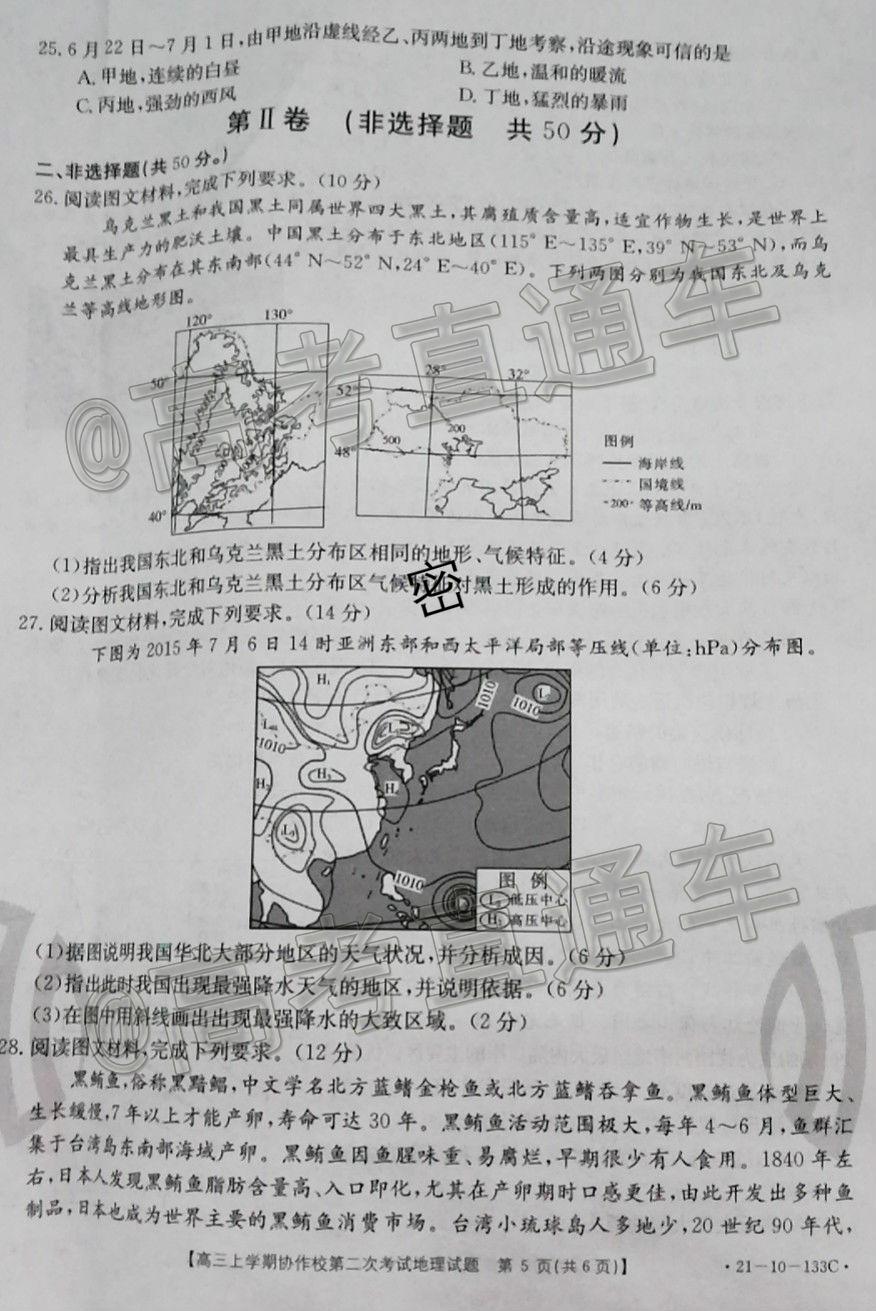 25.6月22日～7月1日,由甲地沿虚线经乙、丙两地到丁地考察,沿途现象可信的是
A.甲地,连续的白昼 B.乙地,温和的暖流
C.丙地,强劲的西风 D.丁地,猛烈的暴雨
第Ⅱ卷 (非选择题 共50分)
二、非选择题(共50分。)
26.阅读图文材料,完成下列要求。(10分)
乌克兰黑土和我国黑土同属世界四大黑土,其腐殖质含量高,适宜作物生长,是世界上
最具生产力的肥沃土壤。中国黑土分布于东北地区(115°E～135°E,39°N～53°N),而乌
克兰黑土分布在其东南部(44°N～52°N,24°E～40°E)。下列两图分别为我国东北及乌克
兰等高线地形图。
120° 130°
50°
40°
28° 32°
52°
48°
500 200
图例
海岸线
国境线
-200- 等高线/m
(1)指出我国东北和乌克兰黑土分布区相同的地形、气候特征。(4分)
(2)分析我国东北和乌克兰黑土分布区气候特征对黑土形成的作用。(6分)
密
27.阅读图文材料,完成下列要求。(14分)
下图为2015年7月6日14时亚洲东部和西太平洋局部等压线(单位:hPa)分布图。
H₁
1010
1010
1010
H₂
H₃
H₄
1010
图 例
低压中心
高压中心
(1)据图说明我国华北大部分地区的天气状况,并分析成因。(6分)
(2)指出此时我国出现最强降水天气的地区,并说明依据。(6分)
(3)在图中用斜线画出出现最强降水的大致区域。(2分)
28.阅读图文材料,完成下列要求。(12分)
黑鲔鱼,俗称黑黯鲳,中文学名北方蓝鳍金枪鱼或北方蓝鳍吞拿鱼。黑鲔鱼体型巨大、
生长缓慢,7年以上才能产卵,寿命可达30年。黑鲔鱼活动范围极大,每年4～6月,鱼群汇
集于台湾岛东南部海域产卵。黑鲔鱼因鱼腥味重、易腐烂,早期很少有人食用。1840年左
右,日本人发现黑鲔鱼脂肪含量高、入口即化,尤其在产卵期时口感更佳,由此开发出多种鱼
制品,日本也成为世界主要的黑鲔鱼消费市场。台湾小琉球岛人多地少,20世纪90年代,
【高三上学期协作校第二次考试地理试题 第5页(共6页)】 ·21-10-133C·
@高考直通车
@高考直通车